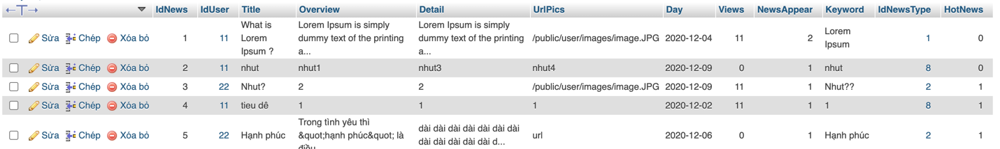 ←T→ IdNews IdUser Title Overview Detail UrlPics Day Views NewsAppear Keyword IdNewsType HotNews
Sửa Chép Xóa bỏ 1 11 What is Lorem Ipsum ? Lorem Ipsum is simply dummy text of the printing a... Lorem Ipsum is simply dummy text of the printing a... /public/user/images/image.JPG 2020-12-04 11 2 Lorem Ipsum 1 0
Sửa Chép Xóa bỏ 2 11 nhut nhut1 nhut3 nhut4 2020-12-09 0 1 nhut 8 0
Sửa Chép Xóa bỏ 3 22 Nhut? 2 2 /public/user/images/image.JPG 2020-12-09 11 1 Nhut?? 2 1
Sửa Chép Xóa bỏ 4 11 tieu dê 1 1 1 2020-12-02 11 1 1 8 1
Sửa Chép Xóa bỏ 5 22 Hạnh phúc Trong tình yêu thì &quot;hạnh phúc&quot; là điều dài dài dài dài dài dài dài dài dài dài dài dài d... url 2020-12-06 0 1 Hạnh phúc 2 1